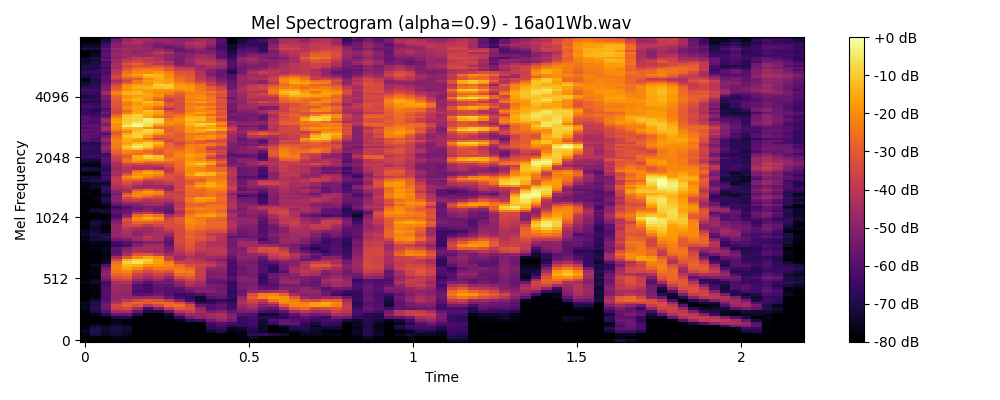 Mel Spectrogram (alpha=0.9) - 16a01Wb.wav
+0 dB
-10 dB
-20 dB
-30 dB
-40 dB
-50 dB
-60 dB
-70 dB
-80 dB
Mel Frequency
4096
2048
1024
512
0
0
0.5
1
1.5
2
Time